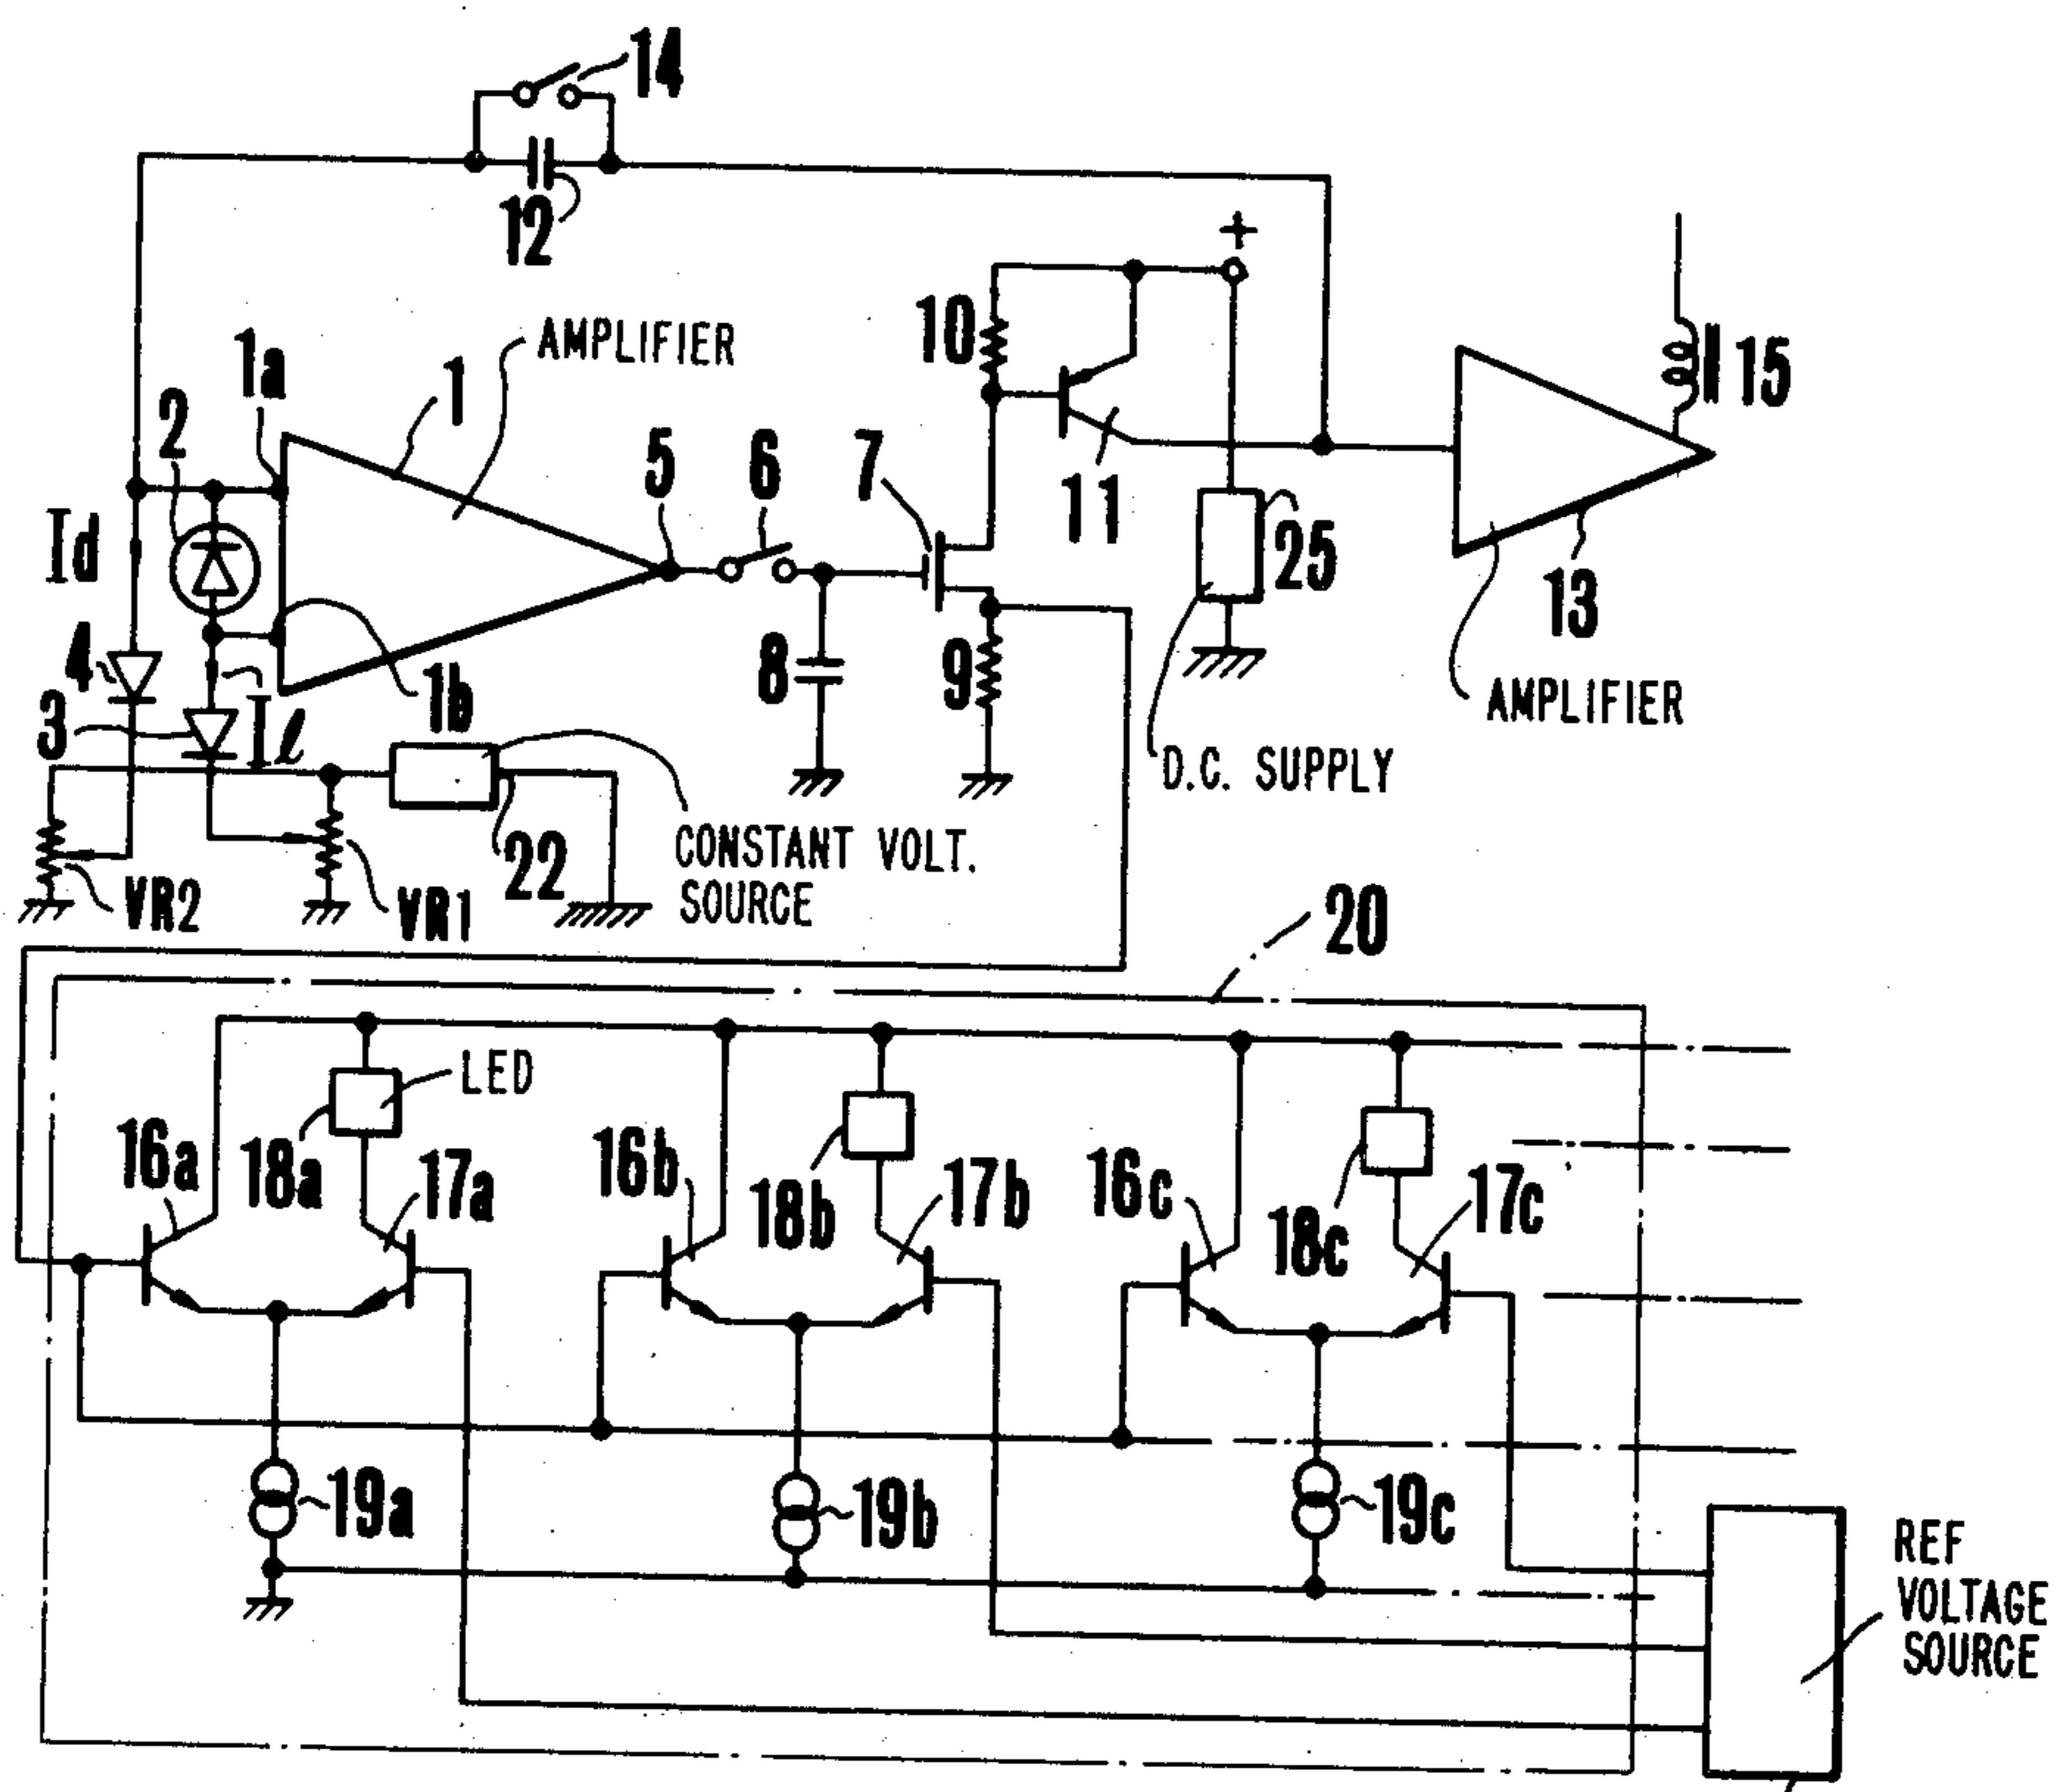 14
12
+
10
15
AMPLIFIER
1a
1
2
5
6
7
11
25
13
Id
4
3
1b
Iℓ
8
9
AMPLIFIER
D.C. SUPPLY
22
CONSTANT VOLT.
SOURCE
VR2
VR1
20
LED
16a
18a
17a
16b
18b
17b
16c
18c
17c
19a
19b
19c
REF
VOLTAGE
SOURCE